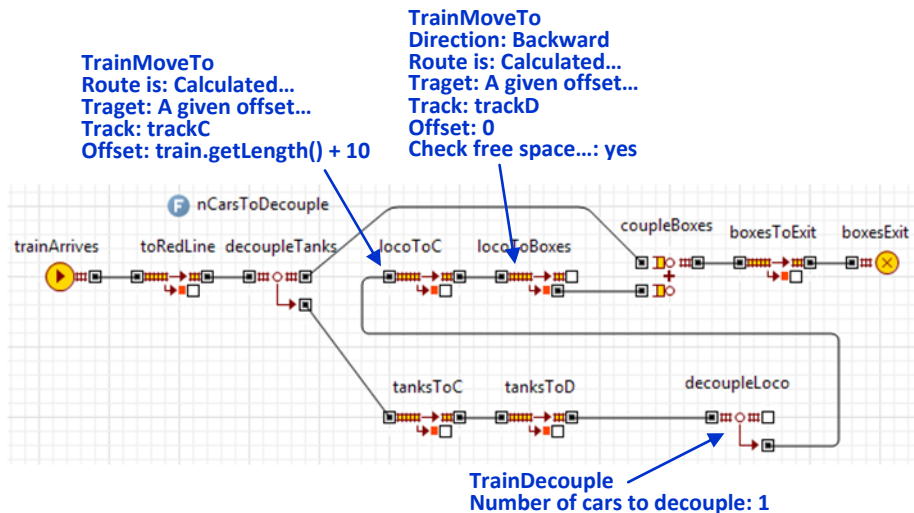 TrainMoveTo
Direction: Backward
Route is: Calculated...
Traget: A given offset...
Track: trackD
Offset: 0
Check free space...: yes
TrainMoveTo
Route is: Calculated...
Traget: A given offset...
Track: trackC
Offset: train.getLength() + 10
F nCarsToDecouple
trainArrives
toRedLine
decoupleTanks
locoToC
locoToBoxes
coupleBoxes
boxesToExit
boxesExit
tanksToC
tanksToD
decoupleLoco
TrainDecouple
Number of cars to decouple: 1